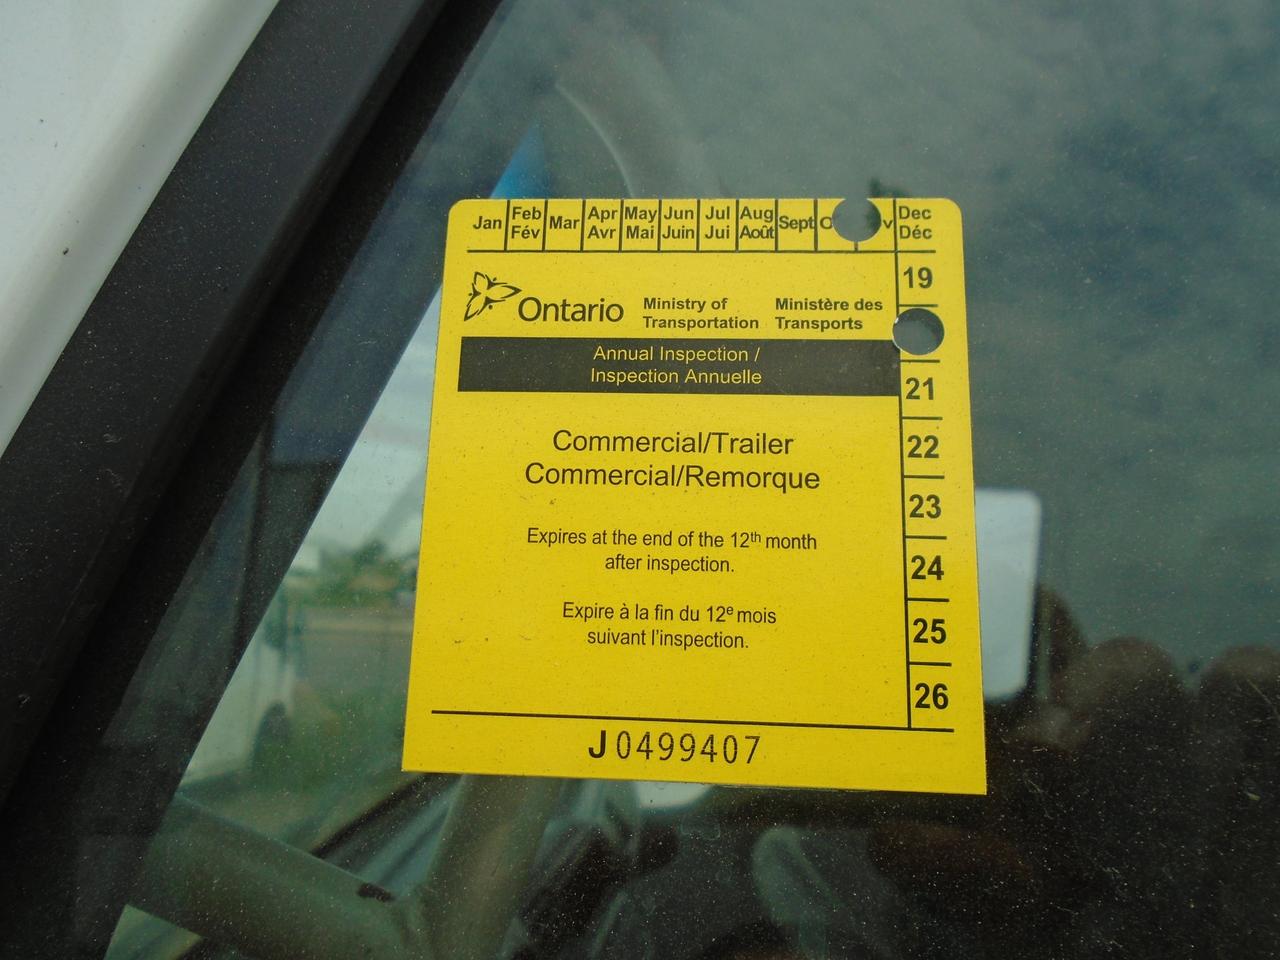 Jan Feb Mar Apr May Jun Jul Aug Sept Dec
Fév Avr Mai Juin Jui Août Déc
19
Ontario Ministry of Ministère des
Transportation Transports
Annual Inspection /
Inspection Annuelle
21
Commercial/Trailer
22
Commercial/Remorque
23
Expires at the end of the 12th month
after inspection.
24
Expire à la fin du 12e mois
suivant l'inspection.
25
26
J0499407